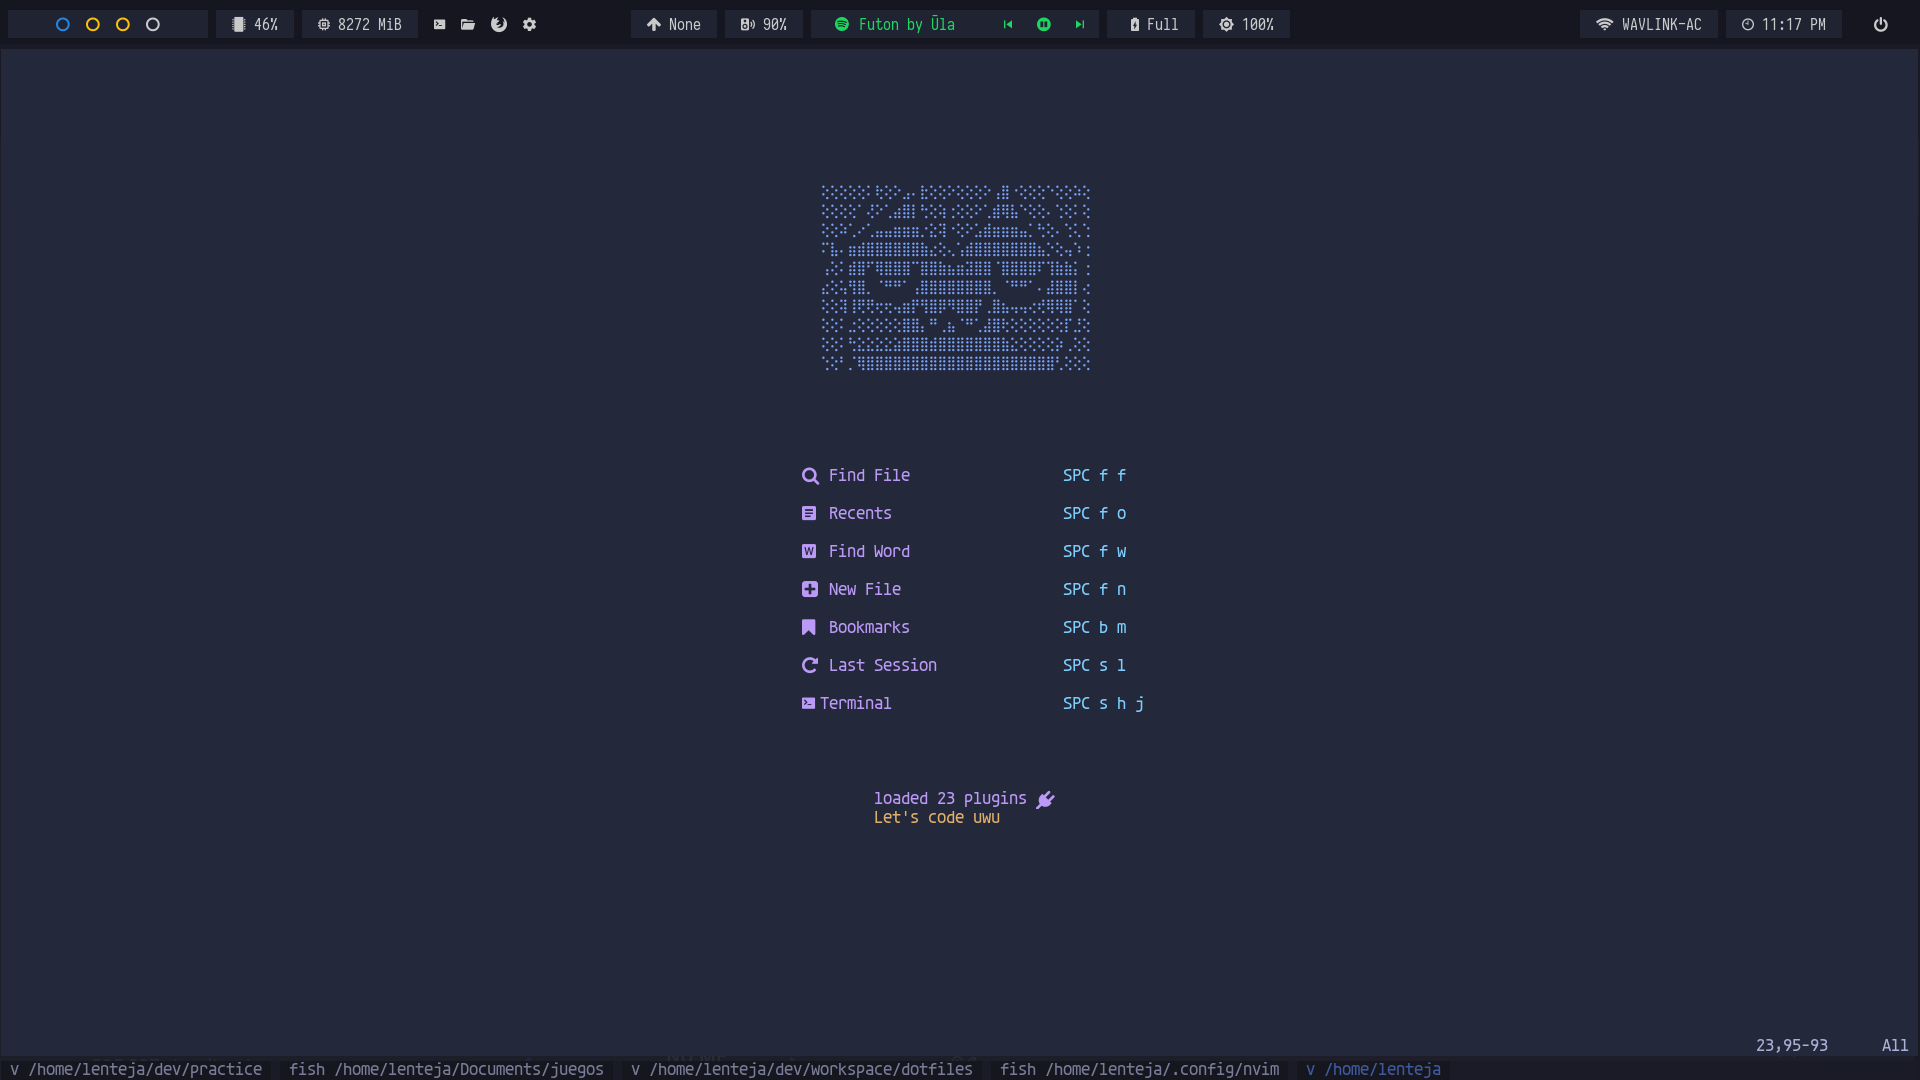 46% 8272 MiB None 90% Futon by Ūla Full 100% WAVLINK-AC 11:17 PM
Find File SPC f f
Recents SPC f o
Find Word SPC f w
New File SPC f n
Bookmarks SPC b m
Last Session SPC s l
Terminal SPC s h j
loaded 23 plugins
Let's code uwu
23,95-93 All
v /home/lenteja/dev/practice fish /home/lenteja/Documents/juegos v /home/lenteja/dev/workspace/dotfiles fish /home/lenteja/.config/nvim v /home/lenteja